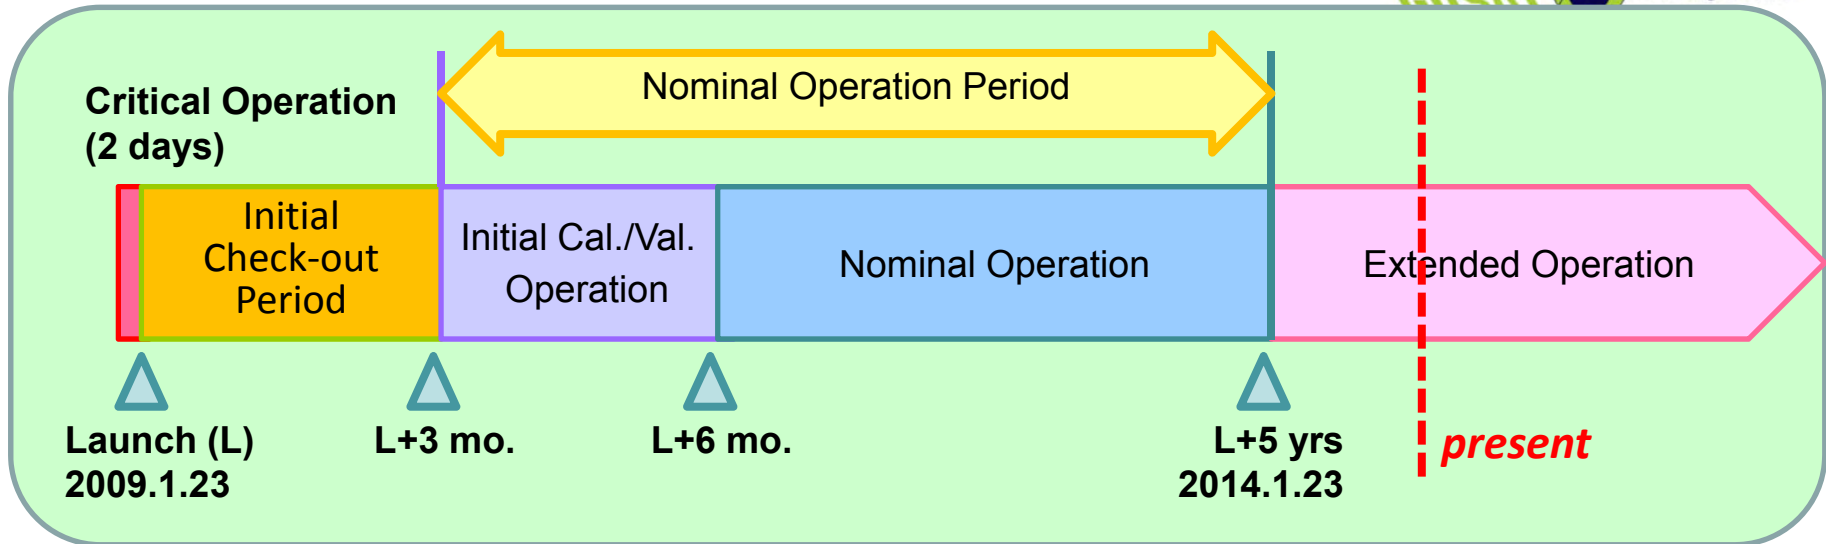 Nominal Operation Period
Critical Operation
(2 days)
Initial
Check-out
Period
Initial Cal./Val.
Operation
Nominal Operation
Extended Operation
Launch (L)
2009.1.23
L+3 mo.
L+6 mo.
L+5 yrs
2014.1.23
present